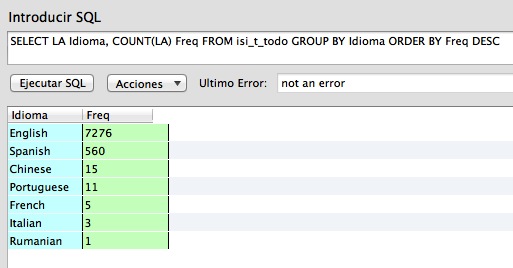 Introducir SQL
SELECT LA Idioma, COUNT(LA) Freq FROM isi_t_todo GROUP BY Idioma ORDER BY Freq DESC
Ejecutar SQL Acciones Ultimo Error: not an error
Idioma Freq
English 7276
Spanish 560
Chinese 15
Portuguese 11
French 5
Italian 3
Rumanian 1